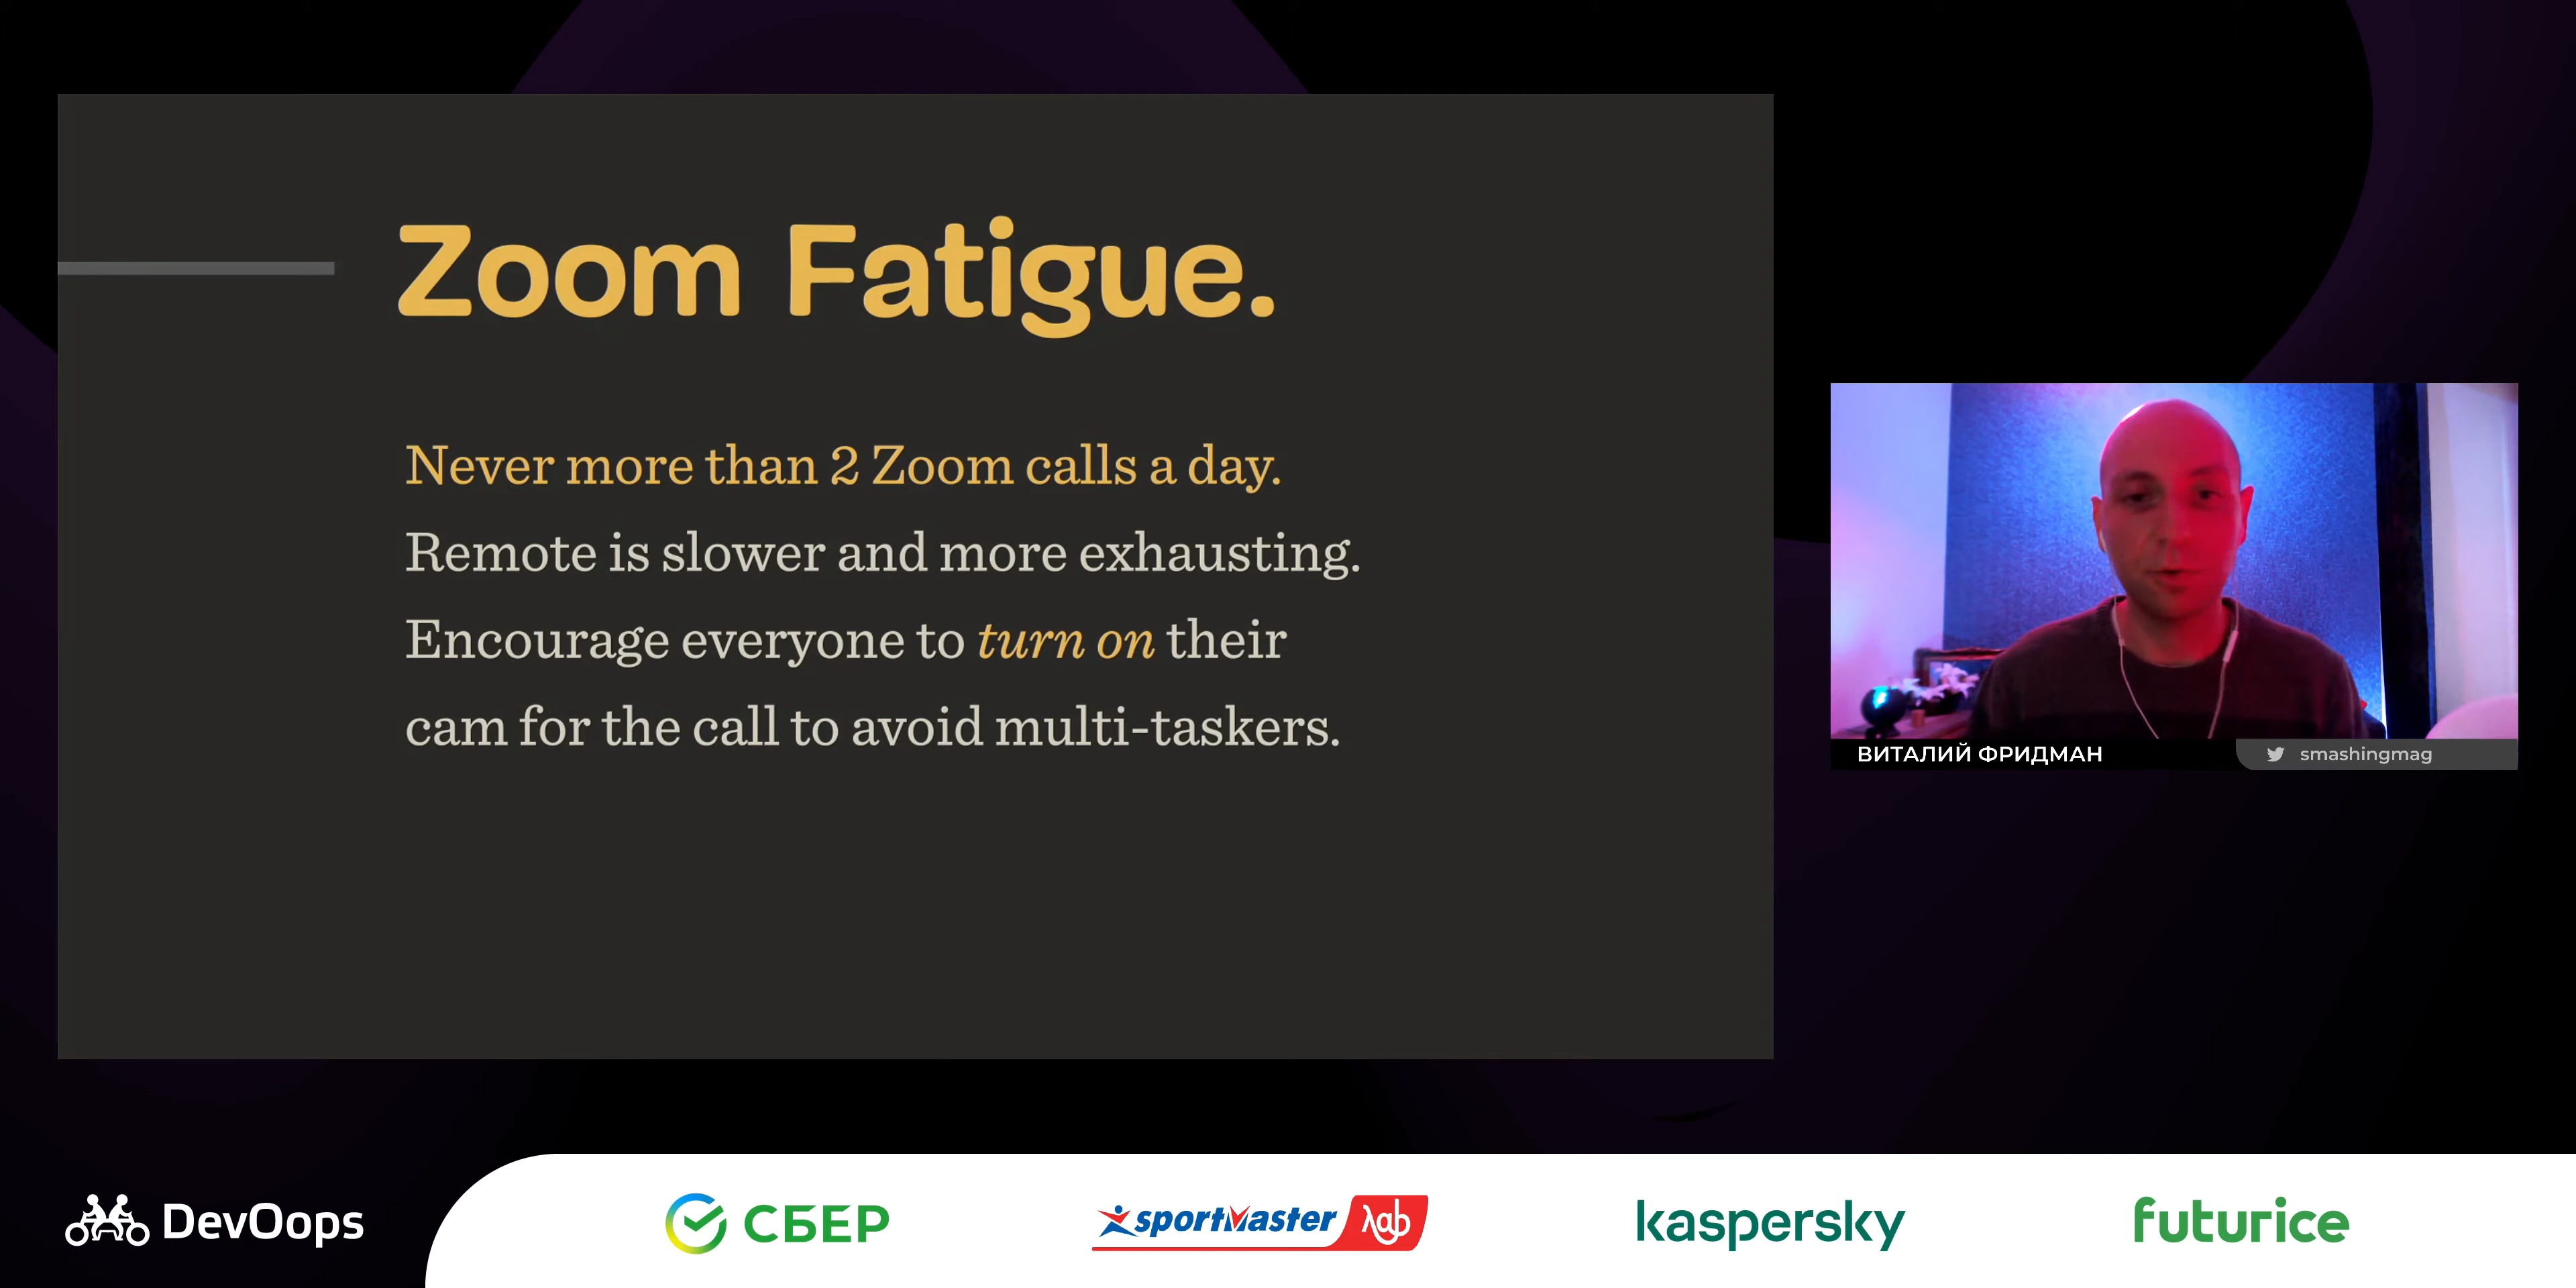 Zoom Fatigue.
Never more than 2 Zoom calls a day.
Remote is slower and more exhausting.
Encourage everyone to turn on their
cam for the call to avoid multi-taskers.
ВИТАЛИЙ ФРИДМАН
smashingmag
DevOops
СБЕР
sportmaster λab
kaspersky
futurice